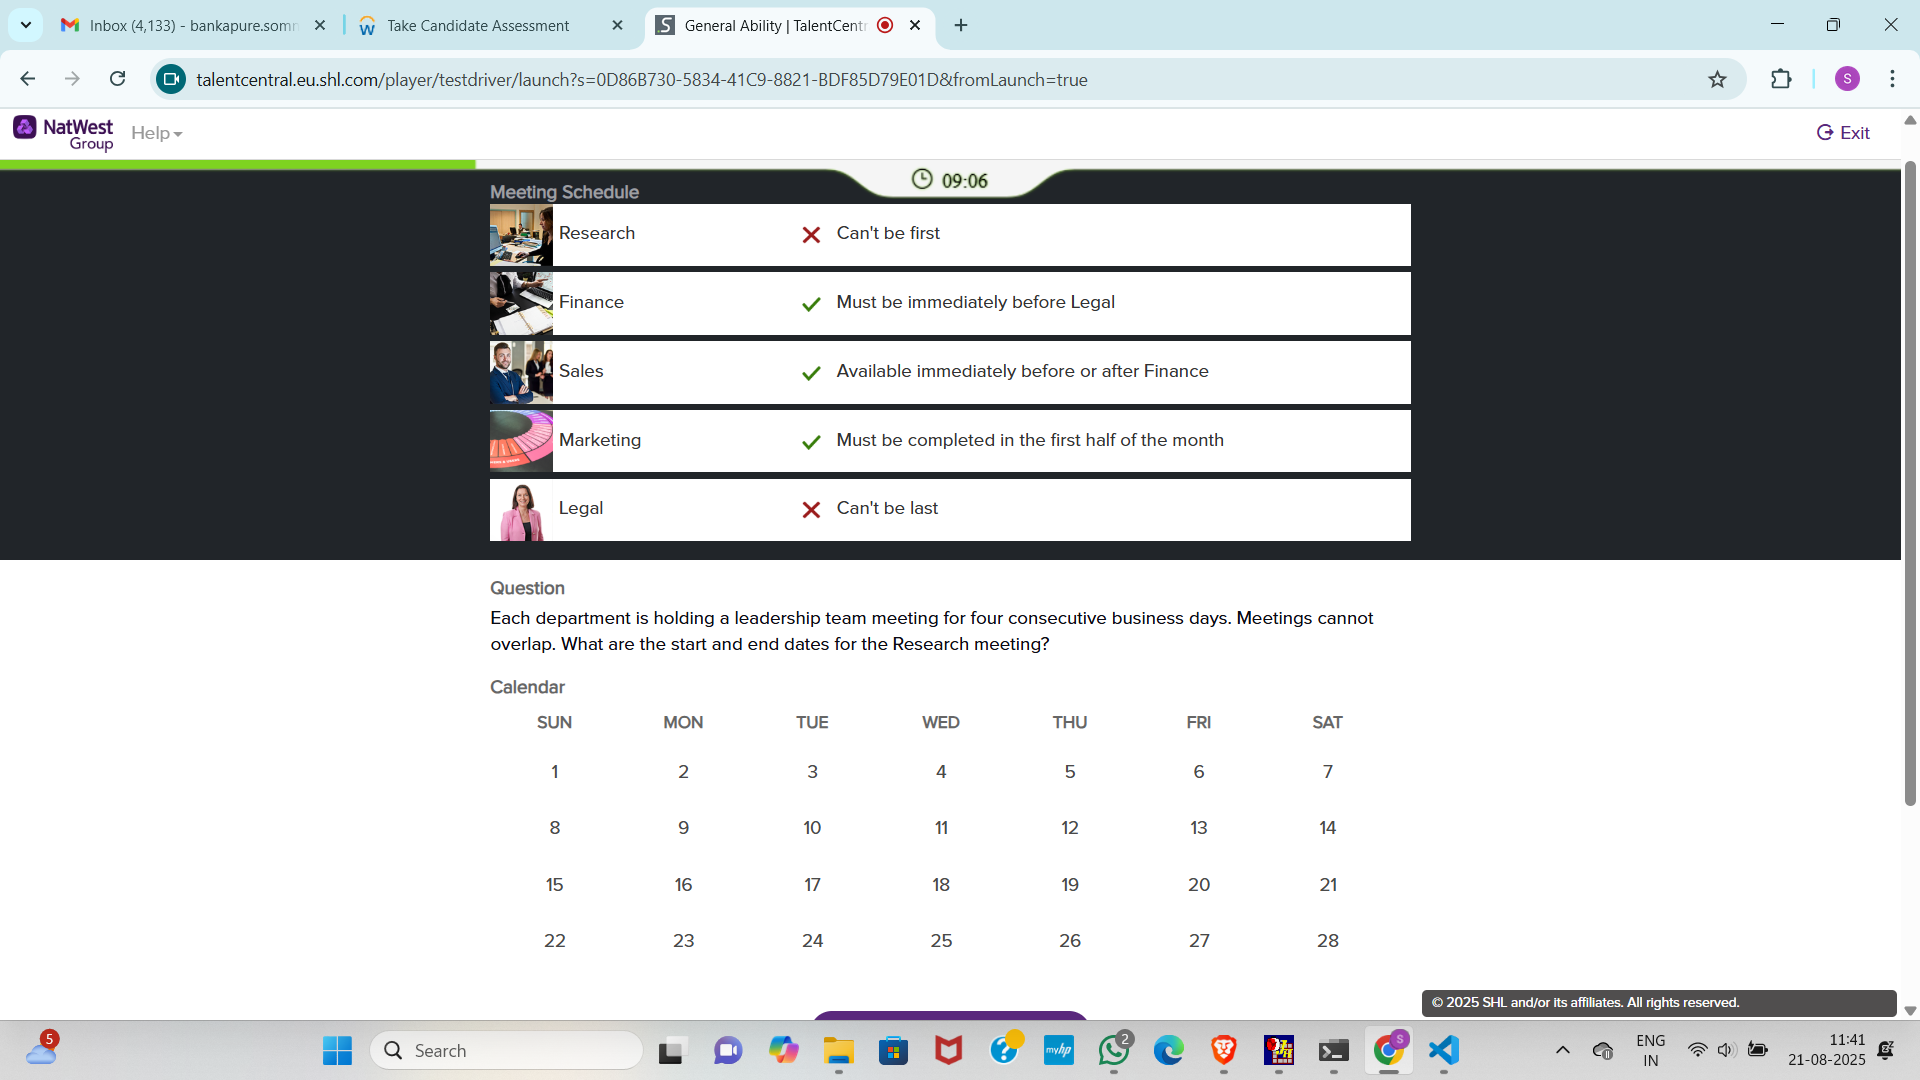 Inbox (4,133) - bankapure.somn
Take Candidate Assessment
General Ability | TalentCentr
talentcentral.eu.shl.com/player/testdriver/launch?s=0D86B730-5834-41C9-8821-BDF85D79E01D&fromLaunch=true
S
NatWest
Group
Help
Exit
09:06
Meeting Schedule
Research Can't be first
Finance Must be immediately before Legal
Sales Available immediately before or after Finance
Marketing Must be completed in the first half of the month
Legal Can't be last
Question
Each department is holding a leadership team meeting for four consecutive business days. Meetings cannot
overlap. What are the start and end dates for the Research meeting?
Calendar
SUN MON TUE WED THU FRI SAT
1 2 3 4 5 6 7
8 9 10 11 12 13 14
15 16 17 18 19 20 21
22 23 24 25 26 27 28
© 2025 SHL and/or its affiliates. All rights reserved.
5
Search
myhp
2
S
ENG
IN
11:41
21-08-2025